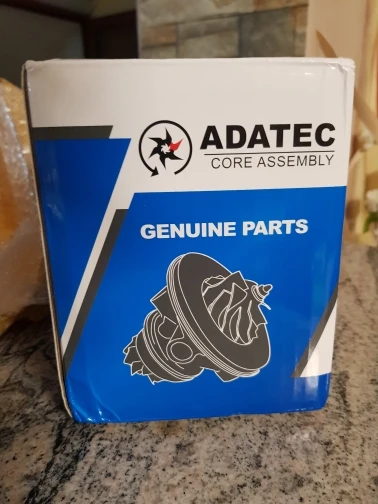 ADATEC
CORE ASSEMBLY
GENUINE PARTS